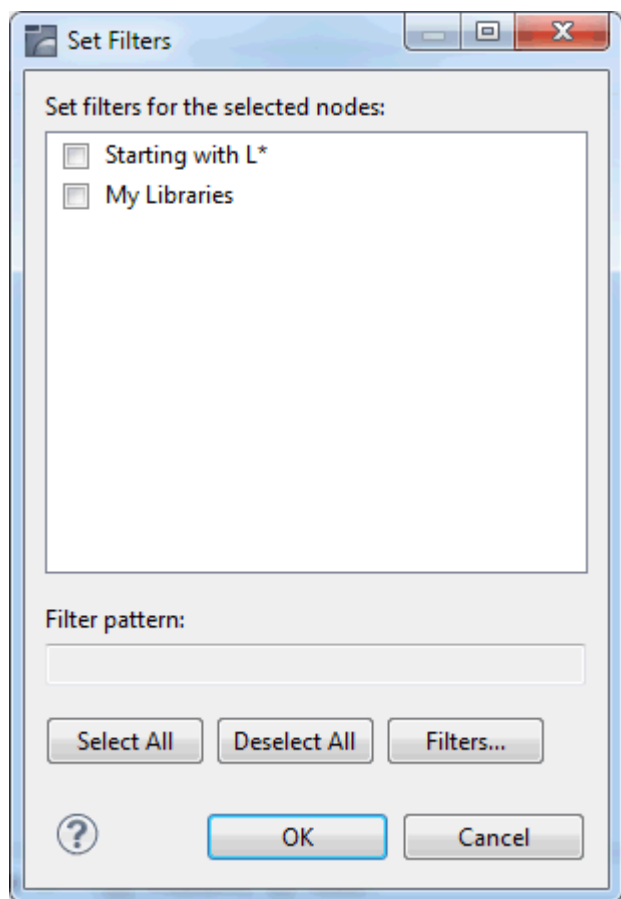 Set Filters
Set filters for the selected nodes:
Starting with L*
My Libraries
Filter pattern:
Select All Deselect All Filters...
? OK Cancel